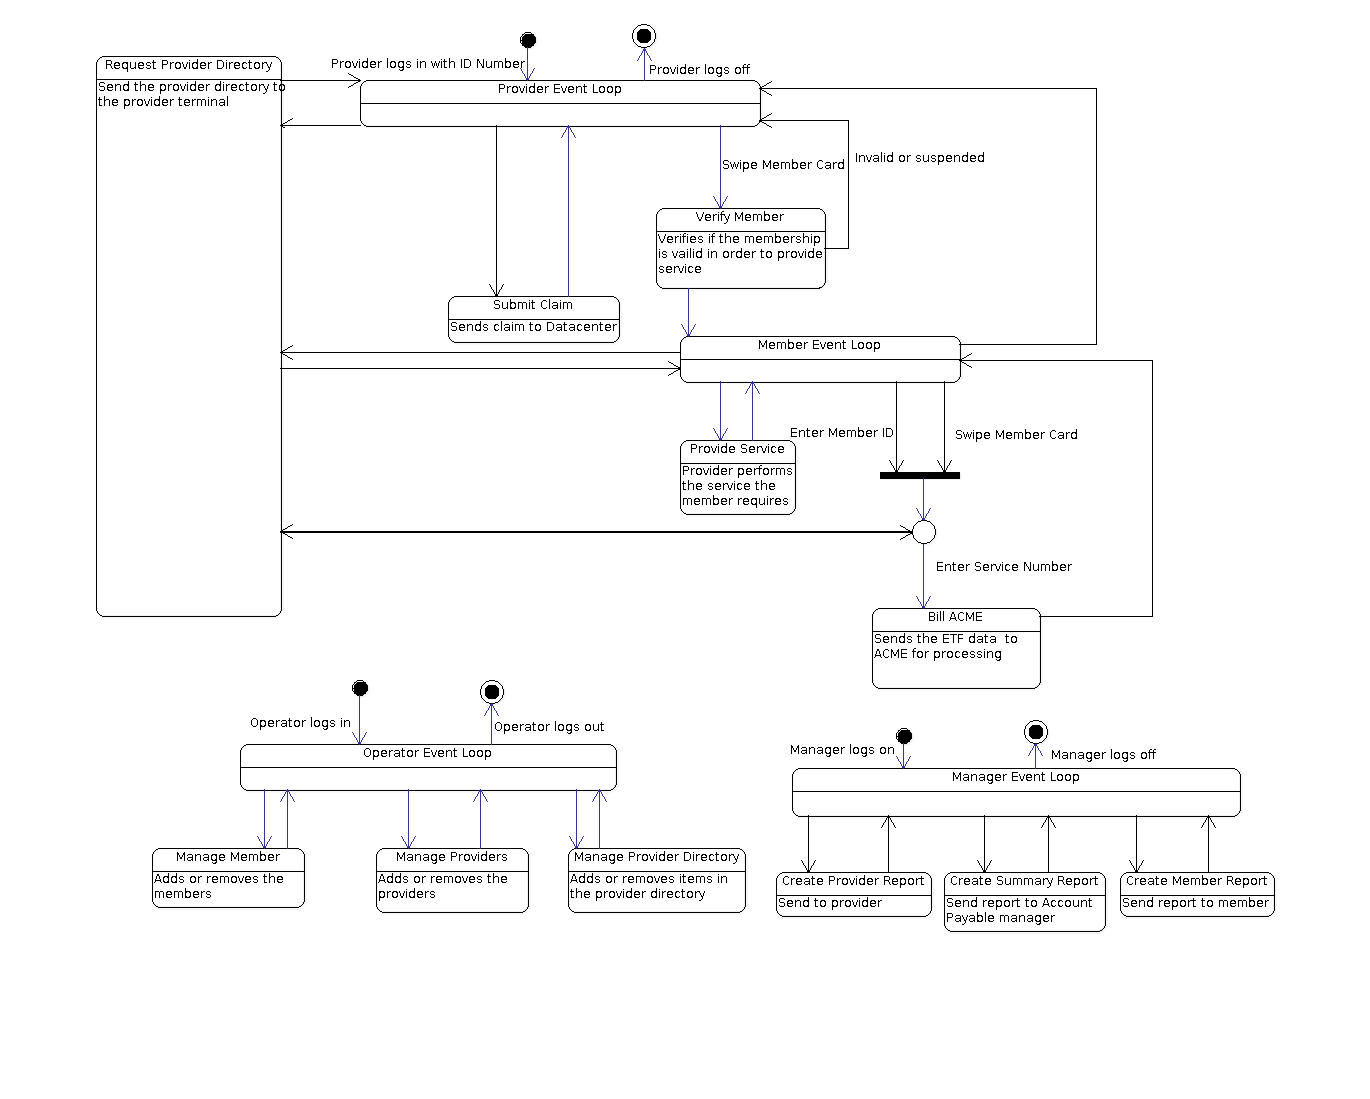 Request Provider Directory
Send the provider directory to
the provider terminal
Provider logs in with ID Number
Provider logs off
Provider Event Loop
Swipe Member Card
Invalid or suspended
Verify Member
Verifies if the membership
is vailid in order to provide
service
Submit Claim
Sends claim to Datacenter
Member Event Loop
Enter Member ID
Swipe Member Card
Provide Service
Provider performs
the service the
member requires
Enter Service Number
Bill ACME
Sends the ETF data  to
ACME for processing
Operator logs in
Operator logs out
Operator Event Loop
Manage Member
Adds or removes the
members
Manage Providers
Adds or removes the
providers
Manage Provider Directory
Adds or removes items in
the provider directory
Manager logs on
Manager logs off
Manager Event Loop
Create Provider Report
Send to provider
Create Summary Report
Send report to Account
Payable manager
Create Member Report
Send report to member